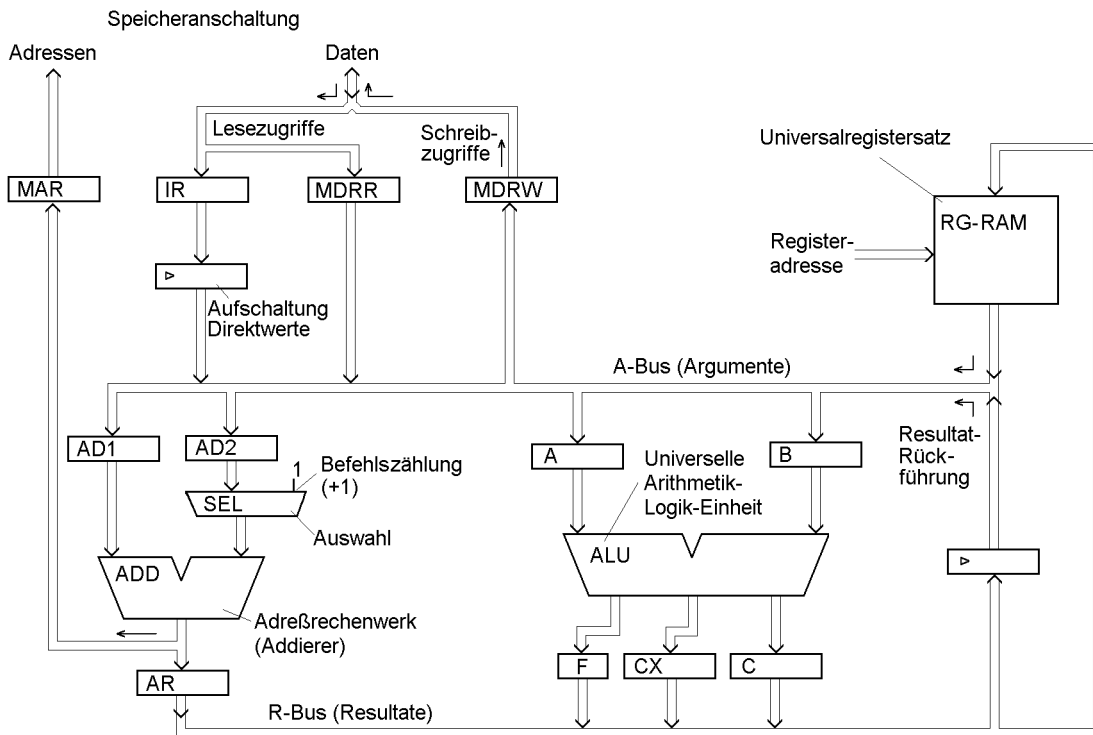 Speicheranschaltung
Adressen
Daten
Lesezugriffe
Schreib-
zugriffe
Universalregistersatz
MAR
IR
MDRR
MDRW
RG-RAM
Register-
adresse
Aufschaltung
Direktwerte
A-Bus (Argumente)
AD1
AD2
A
B
Resultat-
Rück-
führung
1
Befehlszählung
(+1)
SEL
Auswahl
Universelle
Arithmetik-
Logik-Einheit
ADD
ALU
Adreßrechenwerk
(Addierer)
AR
F
CX
C
R-Bus (Resultate)